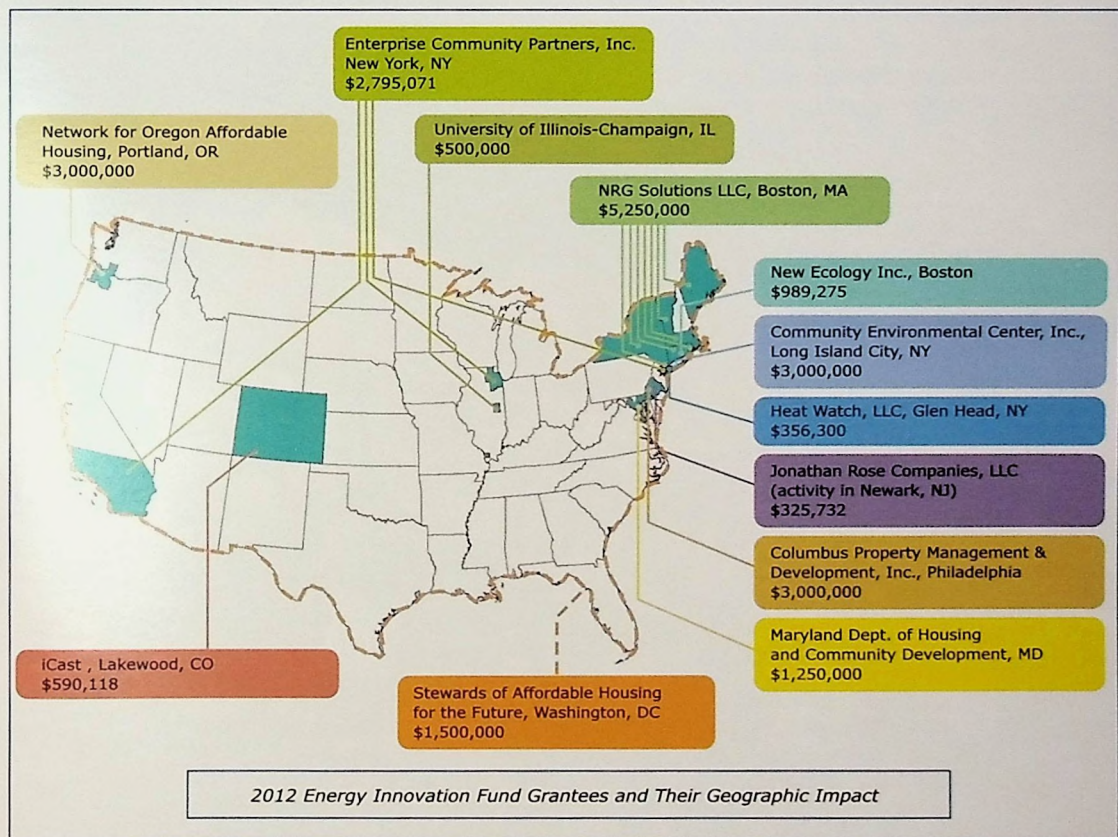 Enterprise Community Partners, Inc.
New York, NY
$2,795,071
Network for Oregon Affordable
Housing, Portland, OR
$3,000,000
University of Illinois-Champaign, IL
$500,000
NRG Solutions LLC, Boston, MA
$5,250,000
New Ecology Inc., Boston
$989,275
Community Environmental Center, Inc.,
Long Island City, NY
$3,000,000
Heat Watch, LLC, Glen Head, NY
$356,300
Jonathan Rose Companies, LLC
(activity in Newark, NJ)
$325,732
Columbus Property Management &
Development, Inc., Philadelphia
$3,000,000
Maryland Dept. of Housing
and Community Development, MD
$1,250,000
iCast , Lakewood, CO
$590,118
Stewards of Affordable Housing
for the Future, Washington, DC
$1,500,000
2012 Energy Innovation Fund Grantees and Their Geographic Impact